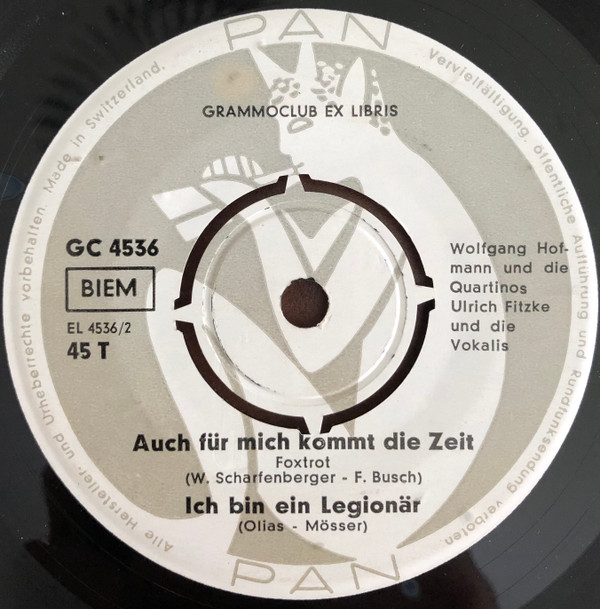 PAN
Alle Hersteller- und Urheberrechte vorbehalten. Made in Switzerland.
Vervielfältigung, öffentliche Aufführung und Rundfunksendung verboten.
GRAMMOCLUB EX LIBRIS
GC 4536
BIEM
EL 4536/2
45 T
Wolfgang Hof-
mann und die
Quartinos
Ulrich Fitzke
und die
Vokalis
Auch für mich kommt die Zeit
Foxtrot
(W. Scharfenberger - F. Busch)
Ich bin ein Legionär
(Olias - Mösser)
PAN